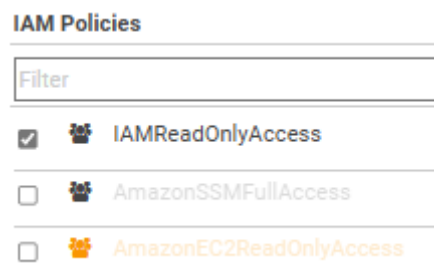 IAM Policies
Filter
IAMReadOnlyAccess
AmazonSSMFullAccess
AmazonEC2ReadOnlyAccess